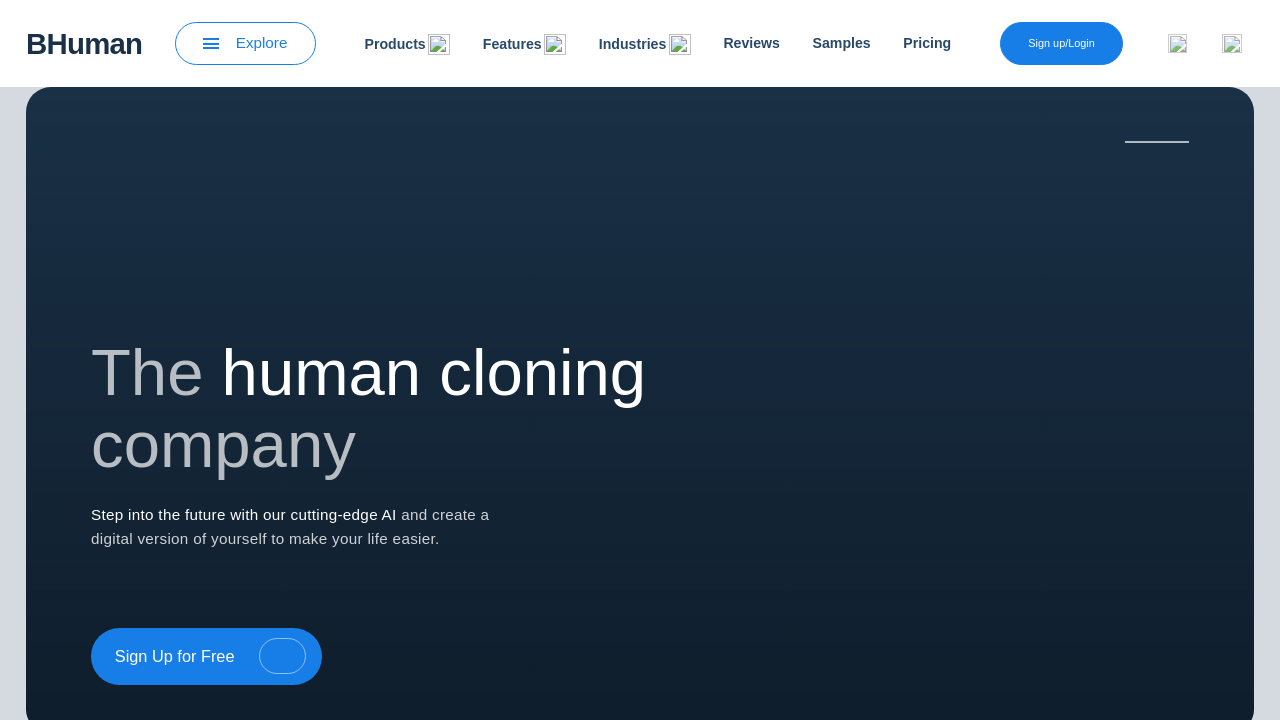 BHuman
Explore
Products
Features
Industries
Reviews
Samples
Pricing
Sign up/Login
The human cloning
company
Step into the future with our cutting-edge AI and create a
digital version of yourself to make your life easier.
Sign Up for Free